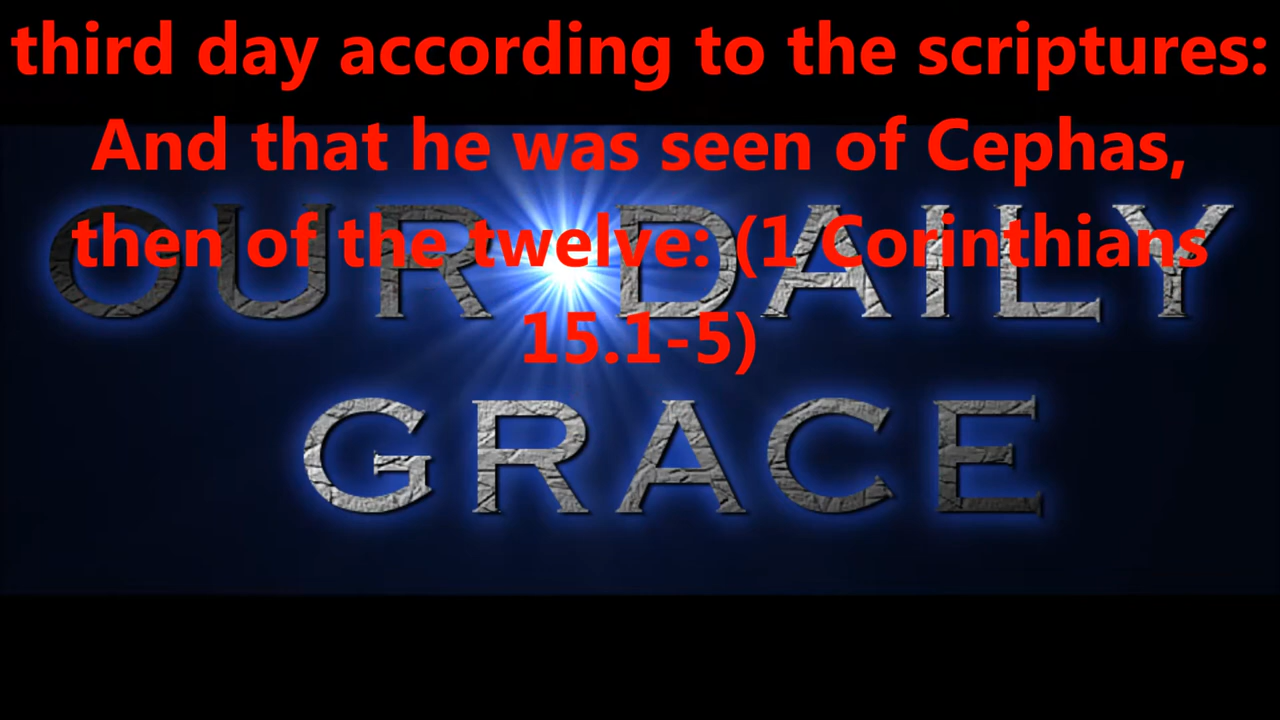 third day according to the scriptures:
And that he was seen of Cephas,
then of the twelve: (1 Corinthians
15.1-5)
OUR DAILY
GRACE